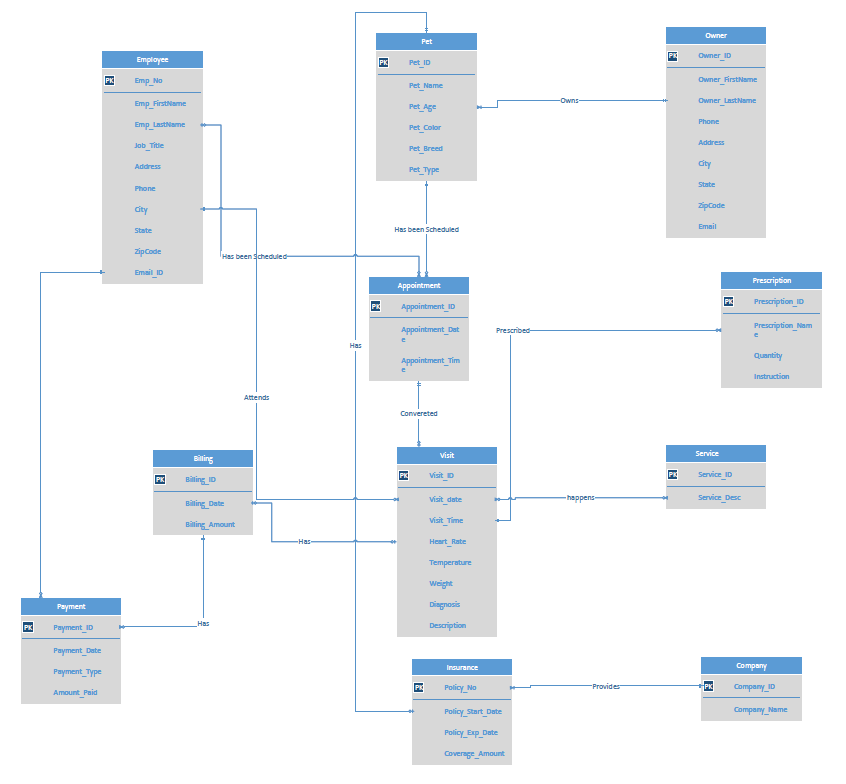 Employee
PK Emp_No
Emp_FirstName
Emp_LastName
Job_Title
Address
Phone
City
State
ZipCode
Email_ID
Pet
PK Pet_ID
Pet_Name
Pet_Age
Pet_Color
Pet_Breed
Pet_Type
Owns
Owner
PK Owner_ID
Owner_FirstName
Owner_LastName
Phone
Address
City
State
ZipCode
Email
Has been Scheduled
Has been Scheduled
Appointment
PK Appointment_ID
Appointment_Dat
e
Appointment_Tim
e
Prescription
PK Prescription_ID
Prescription_Nam
e
Quantity
Instruction
Prescribed
Has
Attends
Convereted
Billing
PK Billing_ID
Billing_Date
Billing_Amount
Visit
PK Visit_ID
Visit_date
Visit_Time
Heart_Rate
Temperature
Weight
Diagnosis
Description
Service
PK Service_ID
Service_Desc
happens
Has
Has
Payment
PK Payment_ID
Payment_Date
Payment_Type
Amount_Paid
Insurance
PK Policy_No
Policy_Start_Date
Policy_Exp_Date
Coverage_Amount
Provides
Company
PK Company_ID
Company_Name